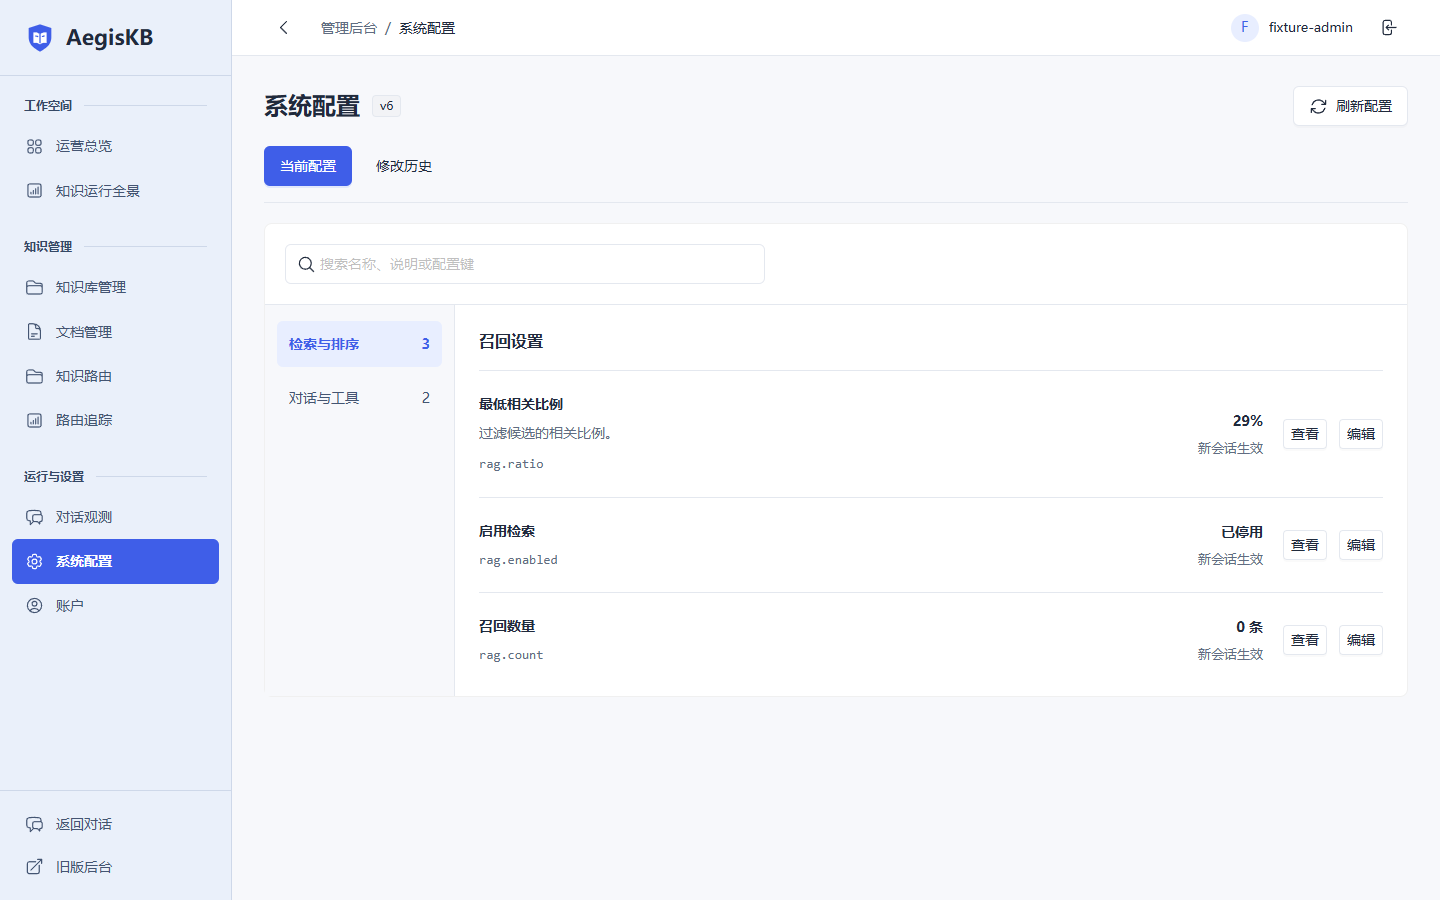 AegisKB
工作空间
运营总览
知识运行全景
知识管理
知识库管理
文档管理
知识路由
路由追踪
运行与设置
对话观测
系统配置
账户
返回对话
旧版后台
管理后台 / 系统配置
F fixture-admin
系统配置 v6
刷新配置
当前配置 修改历史
搜索名称、说明或配置键
检索与排序 3
对话与工具 2
召回设置
最低相关比例
过滤候选的相关比例。
rag.ratio
29%
新会话生效
查看 编辑
启用检索
rag.enabled
已停用
新会话生效
查看 编辑
召回数量
rag.count
0 条
新会话生效
查看 编辑